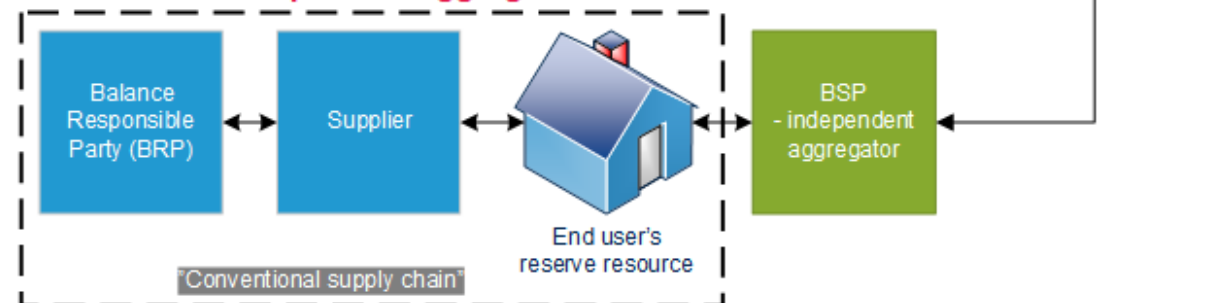 Balance
Responsible
Party (BRP)
Supplier
BSP
- independent
aggregator
End user's
reserve resource
"Conventional supply chain"